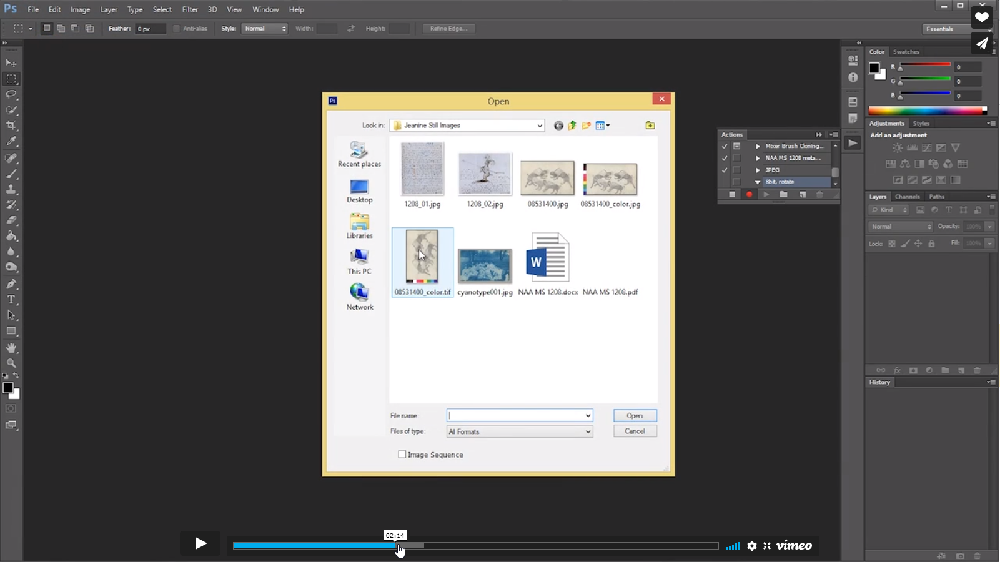 Ps File Edit Image Layer Type Select Filter 3D View Window Help
Feather: 0 px Anti-alias Style: Normal Width: Height: Refine Edge... Essentials
Color Swatches
R 0
G 0
B 0
Adjustments Styles
Add an adjustment
Actions
Mixer Brush Cloning...
NAA MS 1208 meta...
JPEG
8bit, rotate
Layers Channels Paths
Kind
Normal Opacity: 100%
Lock: Fill: 100%
History
Ps Open
Look in: Jeanine Still Images
Recent places
Desktop
Libraries
This PC
Network
1208_01.jpg 1208_02.jpg 08531400.jpg 08531400_color.jpg
W
08531400_color.tif cyanotype001.jpg NAA MS 1208.docx NAA MS 1208.pdf
File name: Open
Files of type: All Formats Cancel
Image Sequence
02:14
vimeo